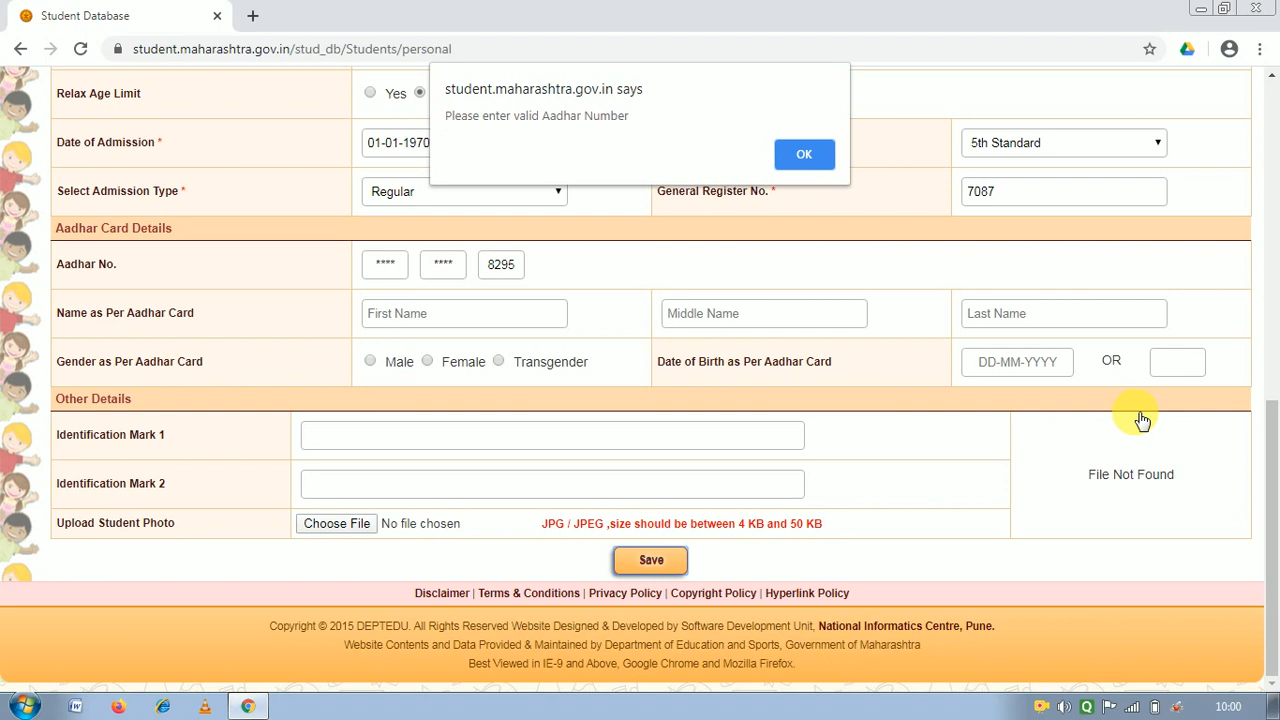 Student Database
student.maharashtra.gov.in/stud_db/Students/personal
student.maharashtra.gov.in says
Please enter valid Aadhar Number
OK
Relax Age Limit Yes
Date of Admission * 01-01-1970 5th Standard
Select Admission Type * Regular General Register No. * 7087
Aadhar Card Details
Aadhar No. **** **** 8295
Name as Per Aadhar Card First Name Middle Name Last Name
Gender as Per Aadhar Card Male Female Transgender Date of Birth as Per Aadhar Card DD-MM-YYYY OR
Other Details
Identification Mark 1
File Not Found
Identification Mark 2
Upload Student Photo Choose File No file chosen JPG / JPEG ,size should be between 4 KB and 50 KB
Save
Disclaimer | Terms & Conditions | Privacy Policy | Copyright Policy | Hyperlink Policy
Copyright © 2015 DEPTEDU. All Rights Reserved Website Designed & Developed by Software Development Unit, National Informatics Centre, Pune.
Website Contents and Data Provided & Maintained by Department of Education and Sports, Government of Maharashtra
Best Viewed in IE-9 and Above, Google Chrome and Mozilla Firefox.
10:00